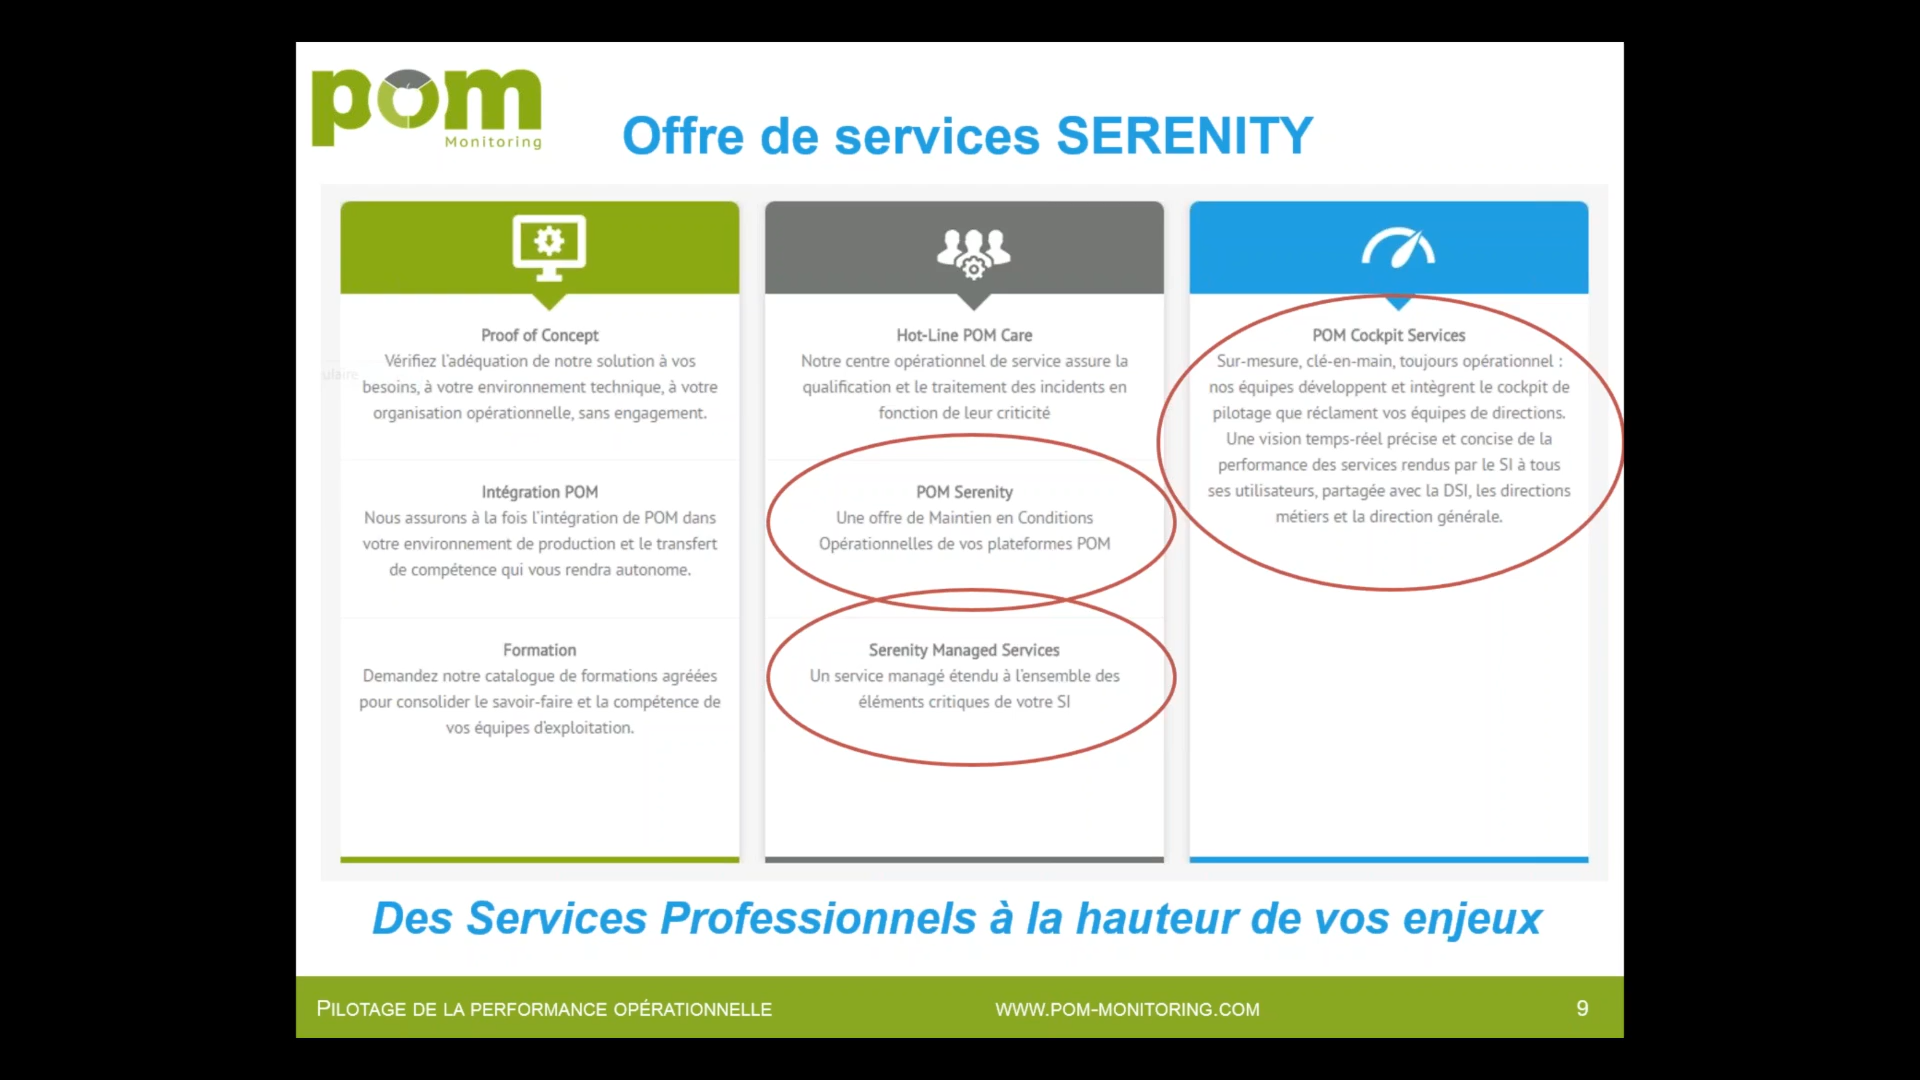 pom
Monitoring
Offre de services SERENITY
Proof of Concept
Vérifiez l'adéquation de notre solution à vos
besoins, à votre environnement technique, à votre
organisation opérationnelle, sans engagement.
Intégration POM
Nous assurons à la fois l'intégration de POM dans
votre environnement de production et le transfert
de compétence qui vous rendra autonome.
Formation
Demandez notre catalogue de formations agréées
pour consolider le savoir-faire et la compétence de
vos équipes d'exploitation.
Hot-Line POM Care
Notre centre opérationnel de service assure la
qualification et le traitement des incidents en
fonction de leur criticité
POM Serenity
Une offre de Maintien en Conditions
Opérationnelles de vos plateformes POM
Serenity Managed Services
Un service managé étendu à l'ensemble des
éléments critiques de votre SI
POM Cockpit Services
Sur-mesure, clé-en-main, toujours opérationnel :
nos équipes développent et intègrent le cockpit de
pilotage que réclament vos équipes de directions.
Une vision temps-réel précise et concise de la
performance des services rendus par le SI à tous
ses utilisateurs, partagée avec la DSI, les directions
métiers et la direction générale.
Des Services Professionnels à la hauteur de vos enjeux
PILOTAGE DE LA PERFORMANCE OPÉRATIONNELLE
WWW.POM-MONITORING.COM
9